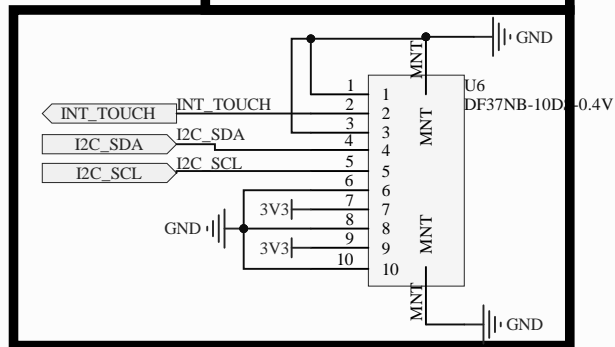 GND
MNT
U6
DF37NB-10DS-0.4V
1 1
INT_TOUCH INT_TOUCH 2 2
3 3
MNT
I2C_SDA I2C_SDA 4 4
I2C_SCL I2C_SCL 5 5
6 6
3V3 7 7
GND 8 8
MNT
3V3 9 9
10 10
MNT
GND